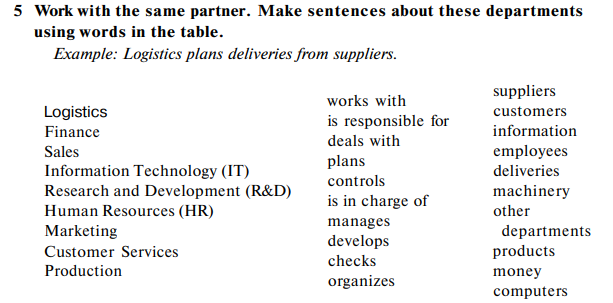 5 Work with the same partner. Make sentences about these departments
using words in the table.
Example: Logistics plans deliveries from suppliers.
Logistics
Finance
Sales
Information Technology (IT)
Research and Development (R&D)
Human Resources (HR)
Marketing
Customer Services
Production
works with
is responsible for
deals with
plans
controls
is in charge of
manages
develops
checks
organizes
suppliers
customers
information
employees
deliveries
machinery
other
departments
products
money
computers